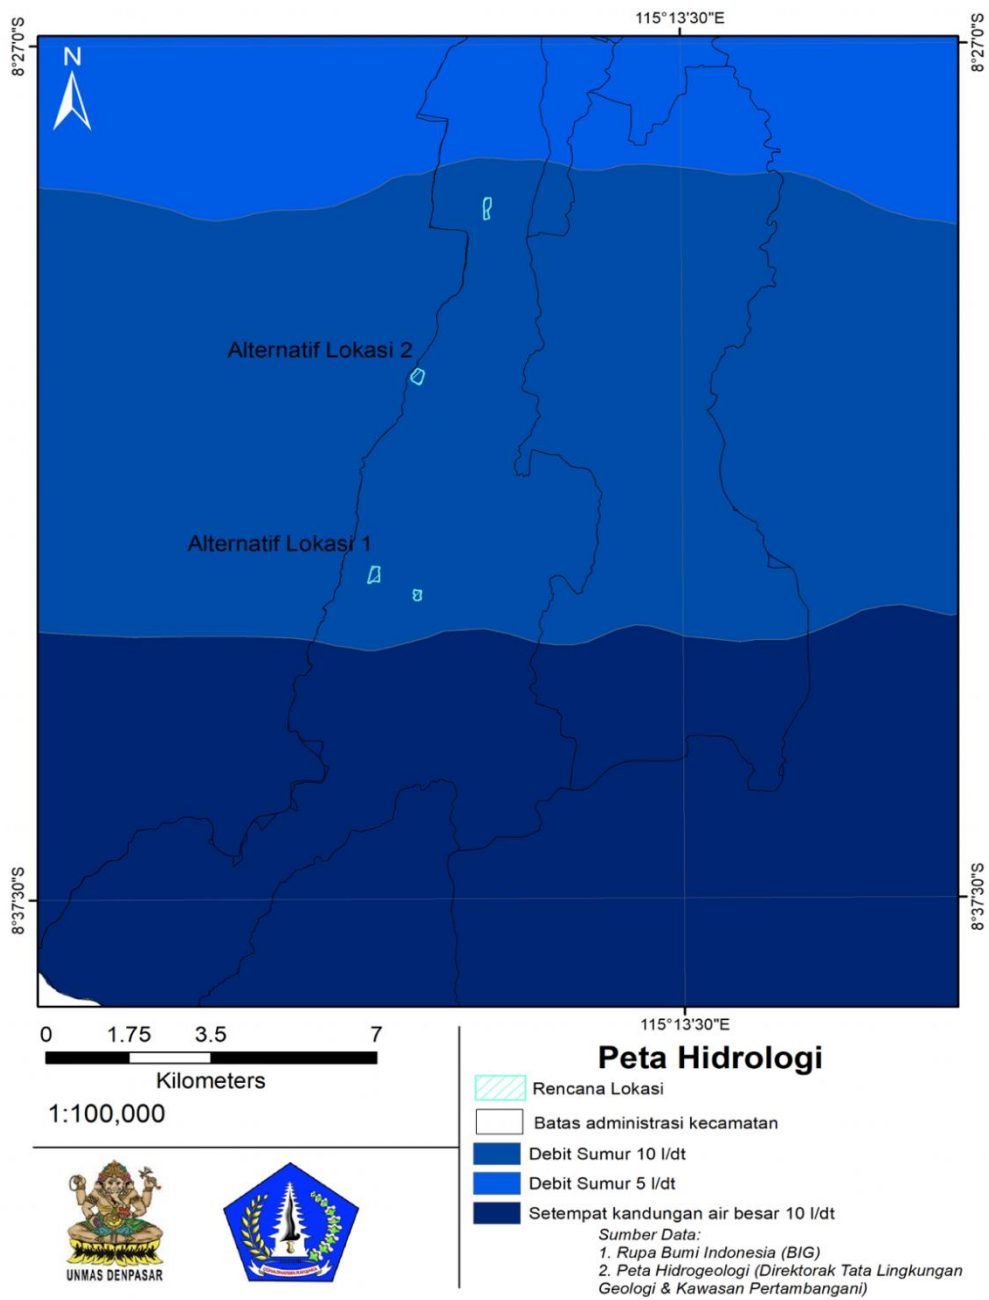 115°13'30"E
8°27'0"S
8°27'0"S
N
Alternatif Lokasi 2
Alternatif Lokasi 1
8°37'30"S
8°37'30"S
115°13'30"E
0 1.75 3.5 7
Kilometers
1:100,000
Peta Hidrologi
Rencana Lokasi
Batas administrasi kecamatan
Debit Sumur 10 l/dt
Debit Sumur 5 l/dt
Setempat kandungan air besar 10 l/dt
Sumber Data:
1. Rupa Bumi Indonesia (BIG)
2. Peta Hidrogeologi (Direktorak Tata Lingkungan
Geologi & Kawasan Pertambangani)
UNMAS DENPASAR